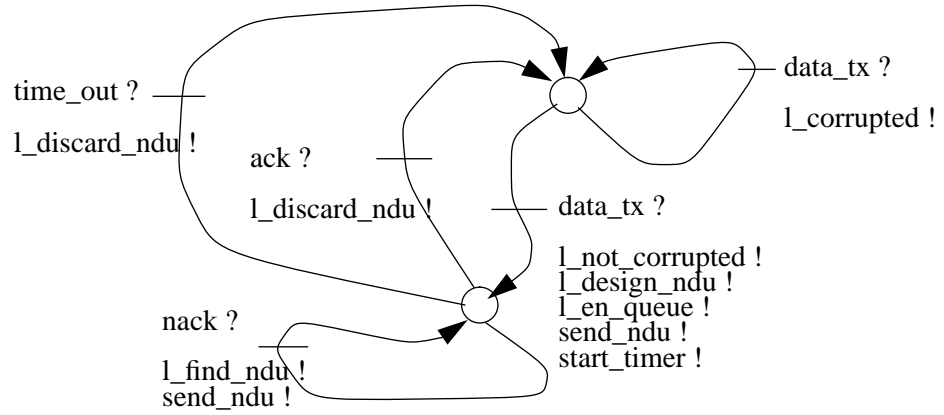 time_out ?
l_discard_ndu !
ack ?
l_discard_ndu !
data_tx ?
l_corrupted !
data_tx ?
l_not_corrupted !
l_design_ndu !
l_en_queue !
send_ndu !
start_timer !
nack ?
l_find_ndu !
send_ndu !